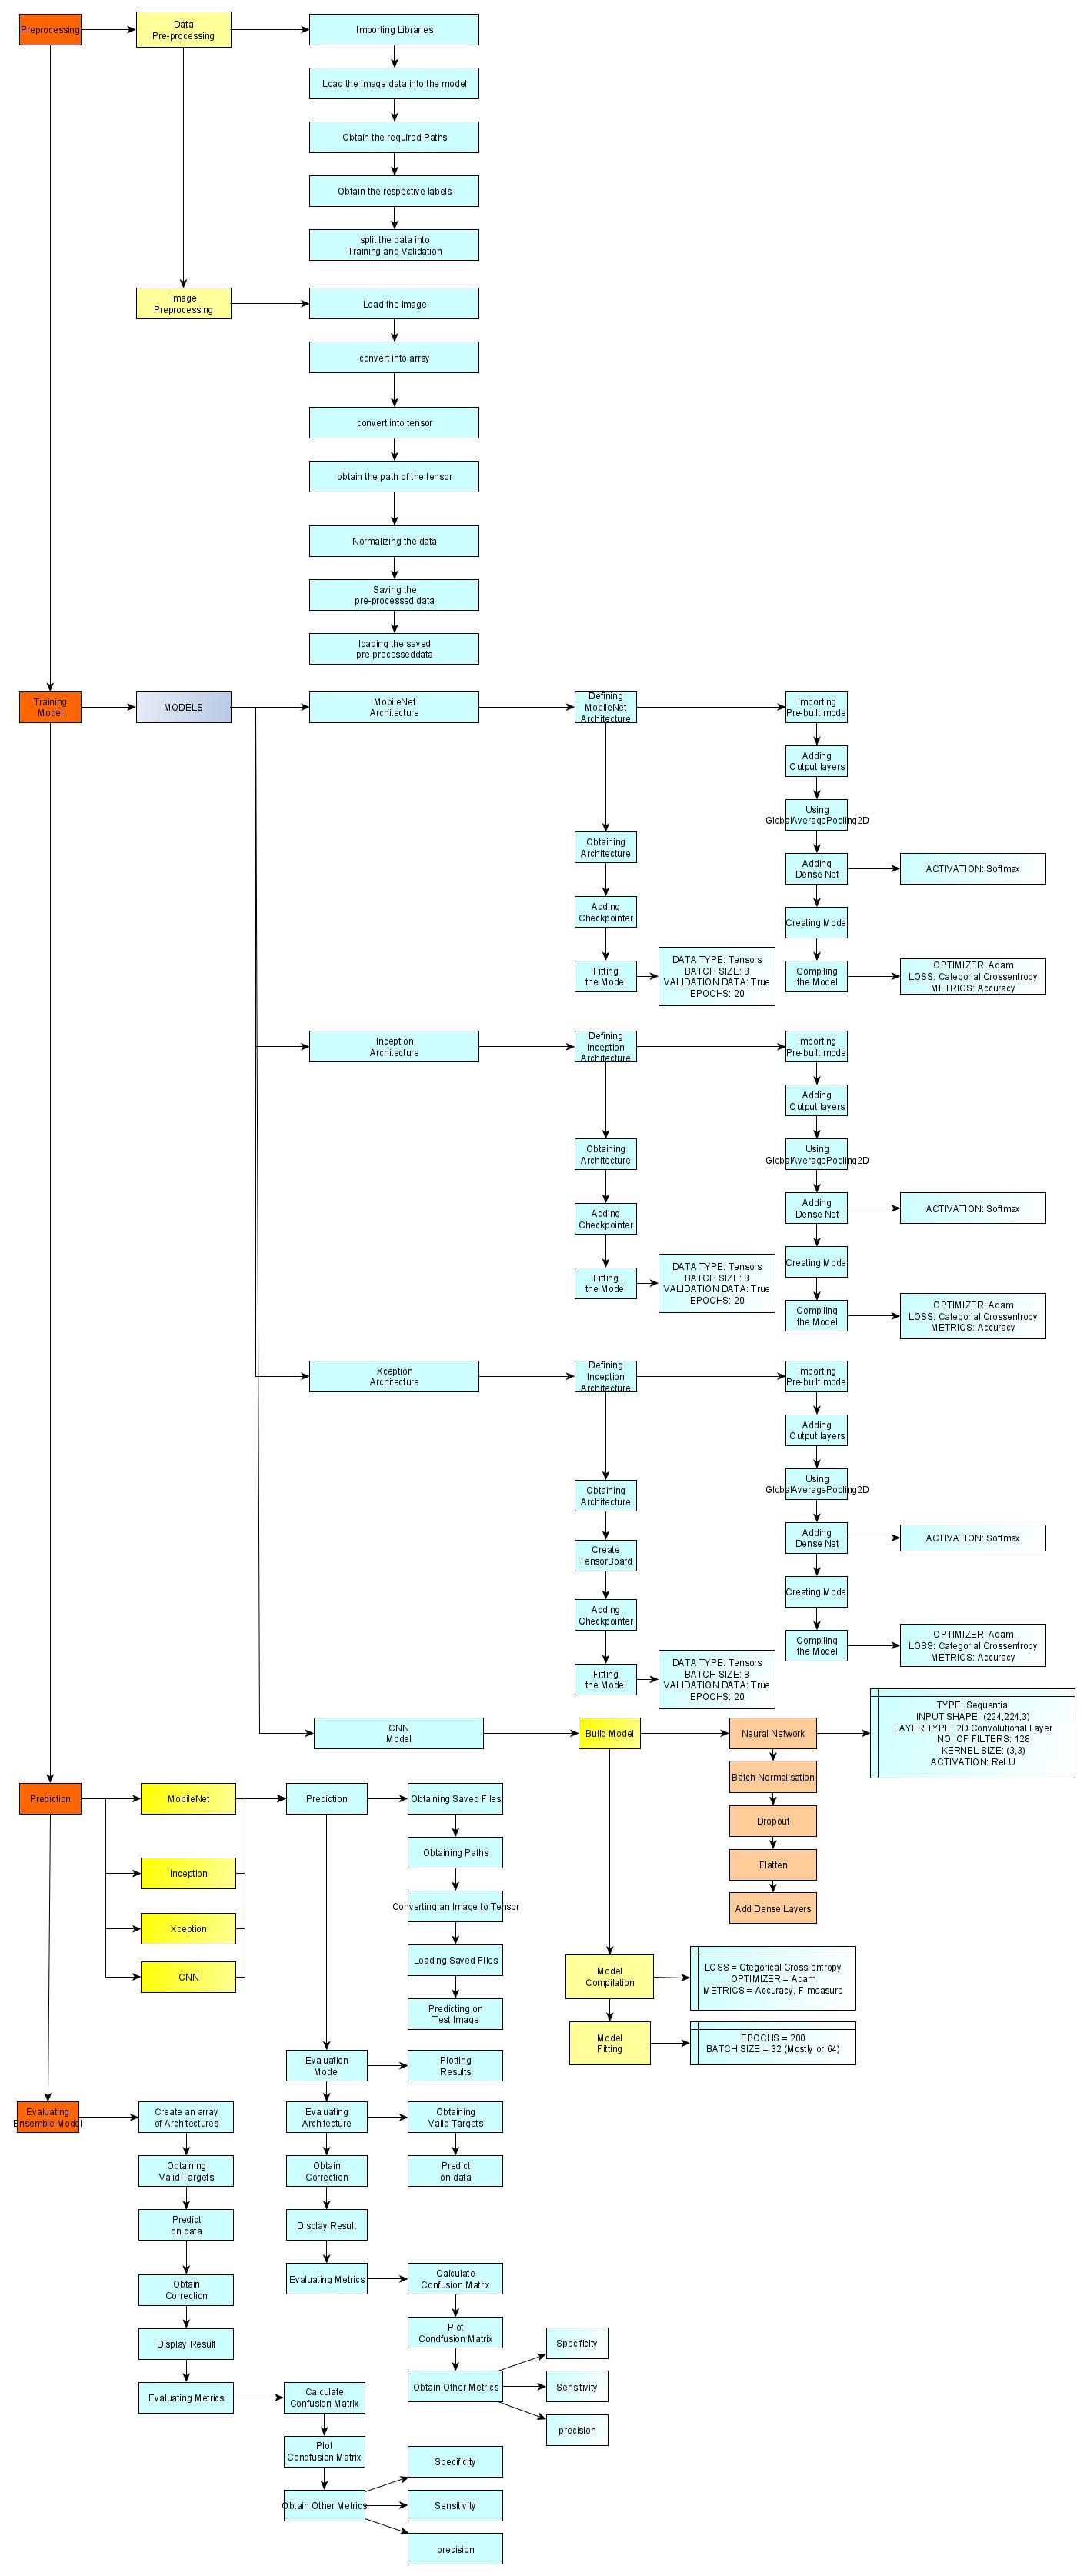 Preprocessing
Data
Pre-processing
Importing Libraries
Load the image data into the model
Obtain the required Paths
Obtain the respective labels
split the data into
Training and Validation
Image
Preprocessing
Load the image
convert into array
convert into tensor
obtain the path of the tensor
Normalizing the data
Saving the
pre-processed data
loading the saved
pre-processeddata
Training
Model
MODELS
MobileNet
Architecture
Defining
MobileNet
Architecture
Importing
Pre-built mode
Adding
Output layers
Using
GlobalAveragePooling2D
Obtaining
Architecture
Adding
Dense Net
ACTIVATION: Softmax
Adding
Checkpointer
Creating Mode
Fitting
the Model
DATA TYPE: Tensors
BATCH SIZE: 8
VALIDATION DATA: True
EPOCHS: 20
Compiling
the Model
OPTIMIZER: Adam
LOSS: Categorial Crossentropy
METRICS: Accuracy
Inception
Architecture
Defining
Inception
Architecture
Importing
Pre-built mode
Adding
Output layers
Obtaining
Architecture
Using
GlobalAveragePooling2D
Adding
Checkpointer
Adding
Dense Net
ACTIVATION: Softmax
Creating Mode
Fitting
the Model
DATA TYPE: Tensors
BATCH SIZE: 8
VALIDATION DATA: True
EPOCHS: 20
Compiling
the Model
OPTIMIZER: Adam
LOSS: Categorial Crossentropy
METRICS: Accuracy
Xception
Architecture
Defining
Inception
Architecture
Importing
Pre-built mode
Adding
Output layers
Obtaining
Architecture
Using
GlobalAveragePooling2D
Create
TensorBoard
Adding
Dense Net
ACTIVATION: Softmax
Adding
Checkpointer
Creating Mode
Fitting
the Model
DATA TYPE: Tensors
BATCH SIZE: 8
VALIDATION DATA: True
EPOCHS: 20
Compiling
the Model
OPTIMIZER: Adam
LOSS: Categorial Crossentropy
METRICS: Accuracy
CNN
Model
Build Model
Neural Network
TYPE: Sequential
INPUT SHAPE: (224,224,3)
LAYER TYPE: 2D Convolutional Layer
NO. OF FILTERS: 128
KERNEL SIZE: (3,3)
ACTIVATION: ReLU
Batch Normalisation
Dropout
Flatten
Add Dense Layers
Model
Compilation
LOSS = Ctegorical Cross-entropy
OPTIMIZER = Adam
METRICS = Accuracy, F-measure
Model
Fitting
EPOCHS = 200
BATCH SIZE = 32 (Mostly or 64)
Prediction
MobileNet
Inception
Xception
CNN
Prediction
Obtaining Saved Files
Obtaining Paths
Converting an Image to Tensor
Loading Saved FIles
Predicting on
Test Image
Evaluation
Model
Plotting
Results
Evaluating
Architecture
Obtaining
Valid Targets
Predict
on data
Obtain
Correction
Display Result
Evaluating Metrics
Calculate
Confusion Matrix
Plot
Condfusion Matrix
Obtain Other Metrics
Specificity
Sensitivity
precision
Evaluating
Ensemble Model
Create an array
of Architectures
Obtaining
Valid Targets
Predict
on data
Obtain
Correction
Display Result
Evaluating Metrics
Calculate
Confusion Matrix
Plot
Condfusion Matrix
Obtain Other Metrics
Specificity
Sensitivity
precision